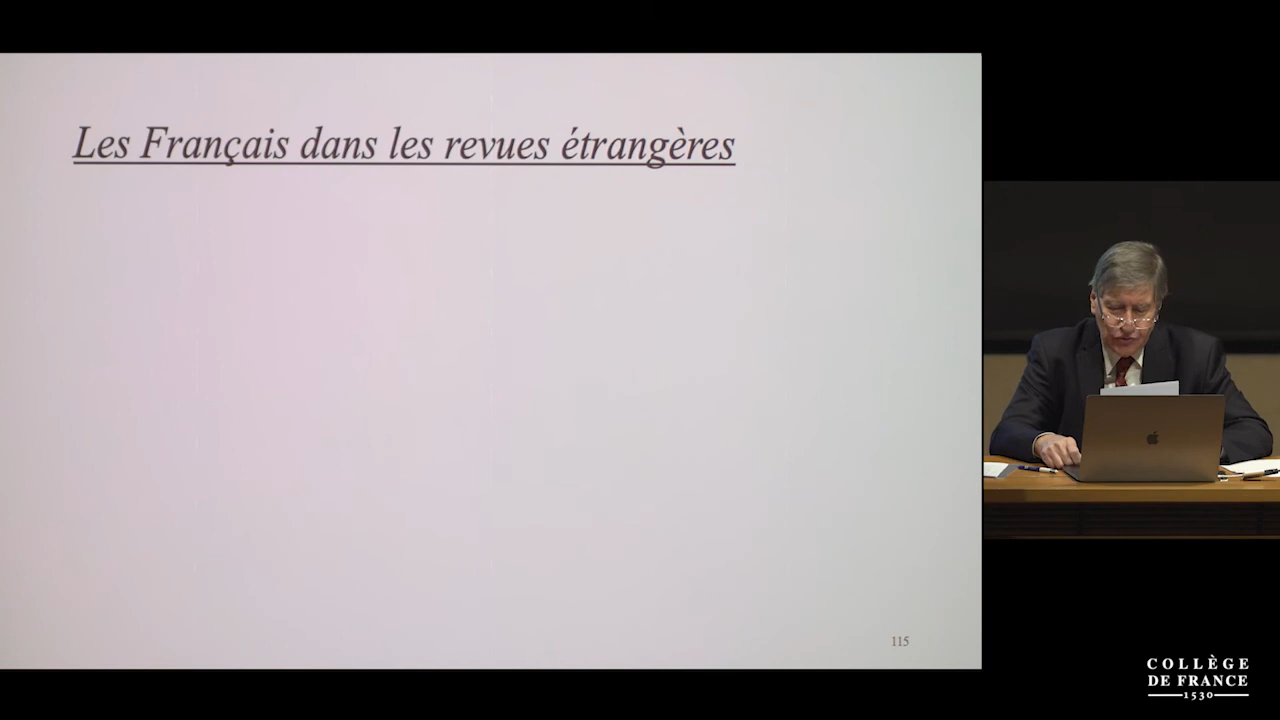 Les Français dans les revues étrangères
115
COLLÈGE
DE FRANCE
1530